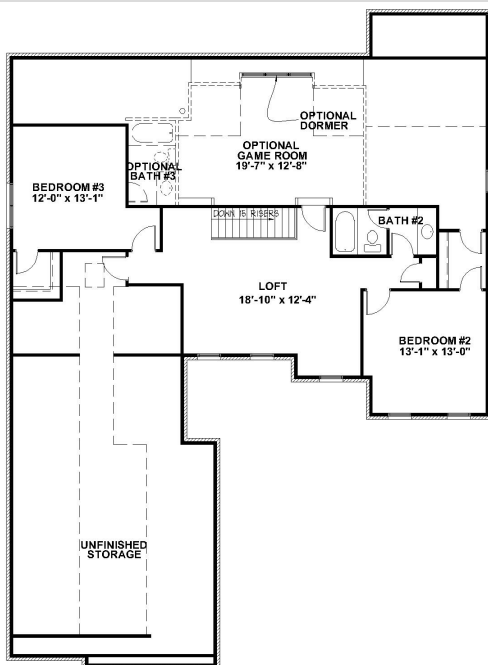 OPTIONAL
DORMER
OPTIONAL
GAME ROOM
19'-7" x 12'-8"
OPTIONAL
BATH #3
BEDROOM #3
12'-0" x 13'-1"
DOWN 15 RISERS
BATH #2
LOFT
18'-10" x 12'-4"
BEDROOM #2
13'-1" x 13'-0"
UNFINISHED
STORAGE